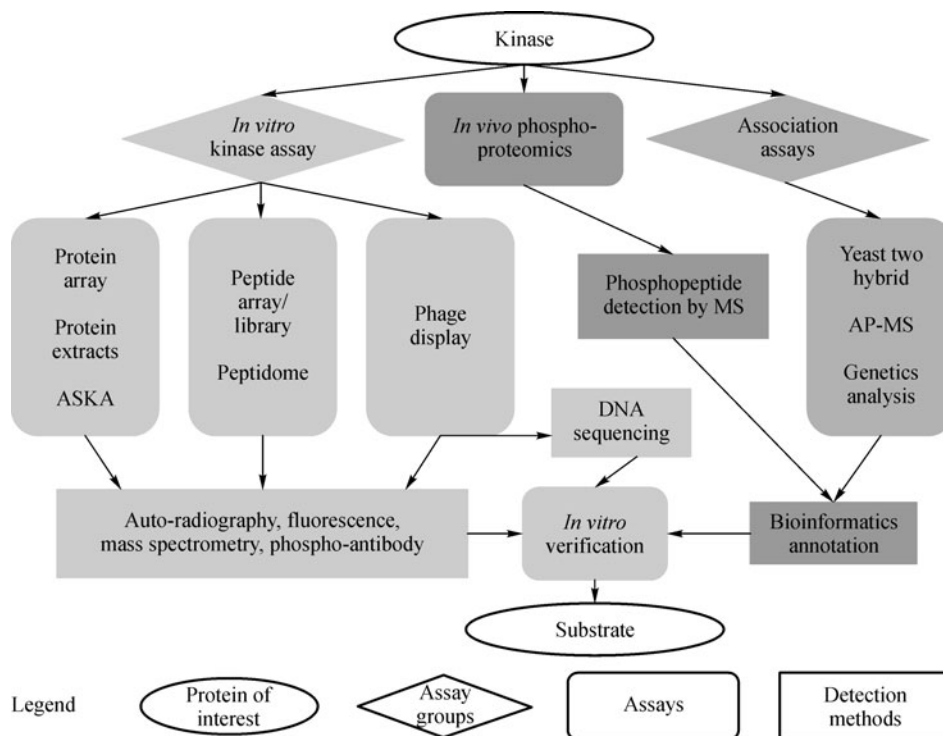 Kinase
In vitro
kinase assay
In vivo phospho-
proteomics
Association
assays
Protein
array
Protein
extracts
ASKA
Peptide
array/
library
Peptidome
Phage
display
Phosphopeptide
detection by MS
Yeast two
hybrid
AP-MS
Genetics
analysis
DNA
sequencing
Auto-radiography, fluorescence,
mass spectrometry, phospho-antibody
In vitro
verification
Bioinformatics
annotation
Substrate
Legend
Protein of
interest
Assay
groups
Assays
Detection
methods